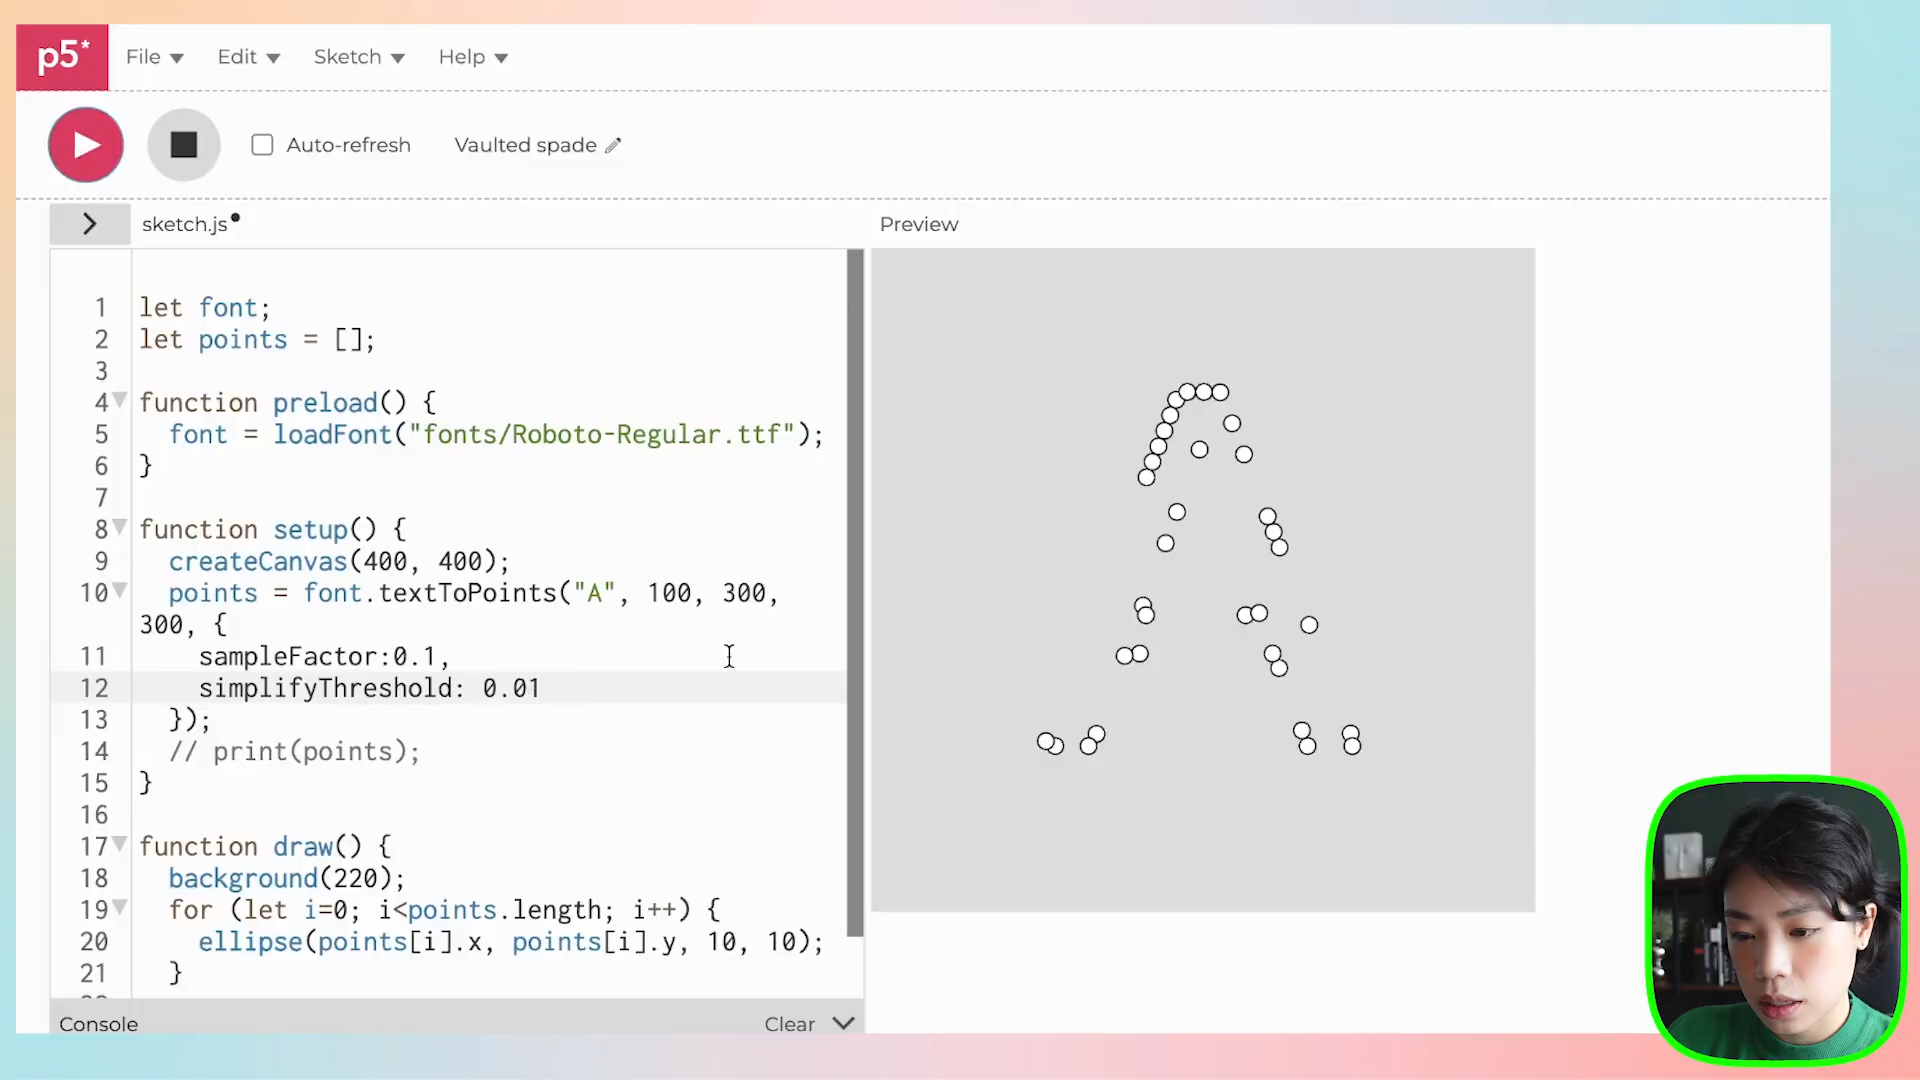 p5*
File Edit Sketch Help
Auto-refresh Vaulted spade
sketch.js
Preview
1 let font;
2 let points = [];
3
4 function preload() {
5 font = loadFont("fonts/Roboto-Regular.ttf");
6 }
7
8 function setup() {
9 createCanvas(400, 400);
10 points = font.textToPoints("A", 100, 300,
300, {
11 sampleFactor:0.1,
12 simplifyThreshold: 0.01
13 });
14 // print(points);
15 }
16
17 function draw() {
18 background(220);
19 for (let i=0; i<points.length; i++) {
20 ellipse(points[i].x, points[i].y, 10, 10);
21 }
Console Clear